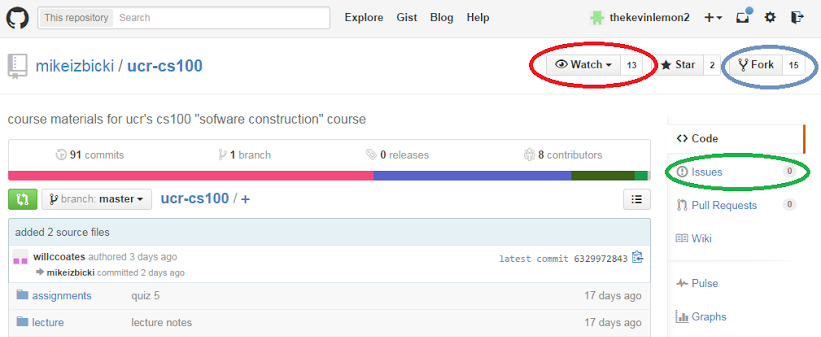 This repository Search Explore Gist Blog Help thekevinlemon2
mikeizbicki / ucr-cs100 Watch 13 Star 2 Fork 15
course materials for ucr's cs100 "sofware construction" course
Code
91 commits 1 branch 0 releases 8 contributors
Issues 0
branch: master ucr-cs100 / +
Pull Requests 0
added 2 source files
Wiki
willccoates authored 3 days ago latest commit 6329972843
mikeizbicki committed 2 days ago
Pulse
assignments quiz 5 17 days ago
Graphs
lecture lecture notes 17 days ago